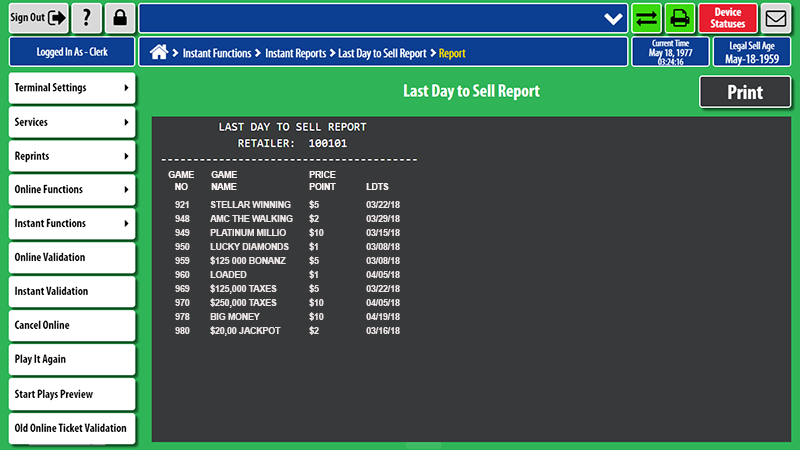 Sign Out ?
Device
Statuses
Logged In As - Clerk
Instant Functions > Instant Reports > Last Day to Sell Report > Report
Current Time
May 18, 1977
03:24:16
Legal Sell Age
May-18-1959
Terminal Settings
Services
Reprints
Online Functions
Instant Functions
Online Validation
Instant Validation
Cancel Online
Play It Again
Start Plays Preview
Old Online Ticket Validation
Last Day to Sell Report
Print
LAST DAY TO SELL REPORT
RETAILER: 100101
----------------------------------------
GAME GAME PRICE
NO NAME POINT LDTS
921 STELLAR WINNING $5 03/22/18
948 AMC THE WALKING $2 03/29/18
949 PLATINUM MILLIO $10 03/15/18
950 LUCKY DIAMONDS $1 03/08/18
959 $125 000 BONANZ $5 03/08/18
960 LOADED $1 04/05/18
969 $125,000 TAXES $5 03/22/18
970 $250,000 TAXES $10 04/05/18
978 BIG MONEY $10 04/19/18
980 $20,00 JACKPOT $2 03/16/18